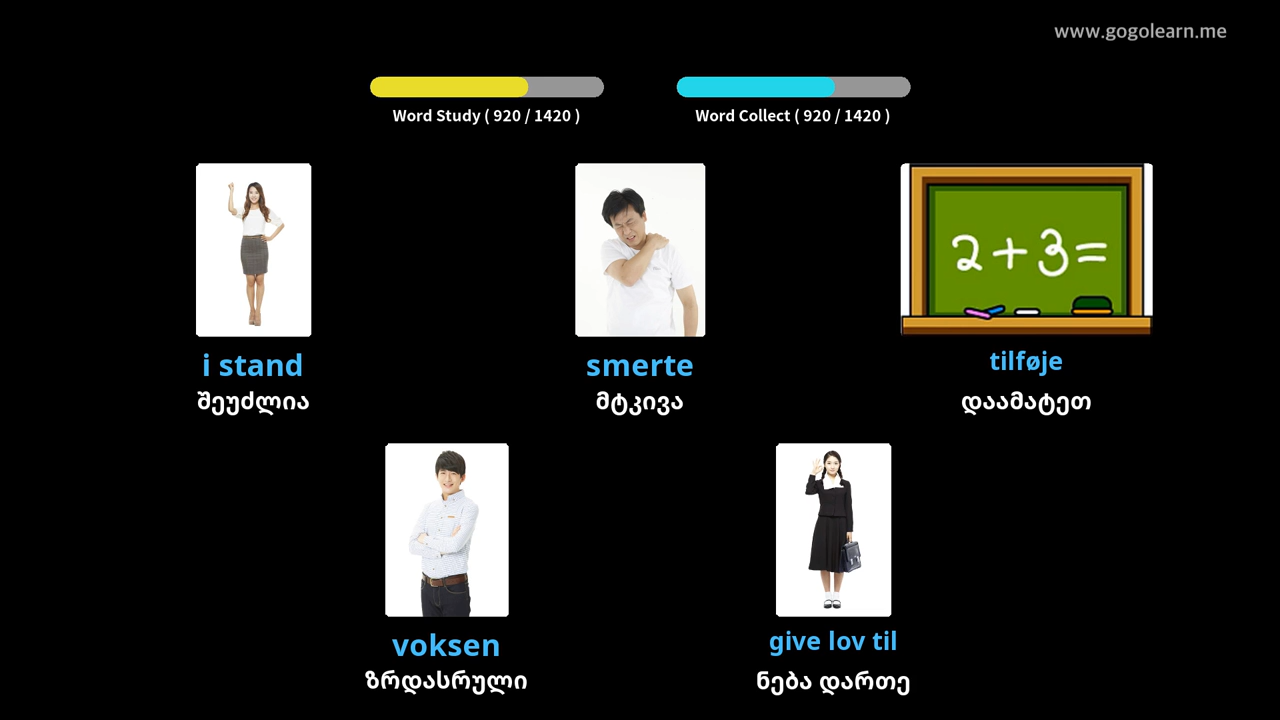 www.gogolearn.me
Word Study ( 920 / 1420 )
Word Collect ( 920 / 1420 )
2+3=
i stand
შეუძლია
smerte
მტკივა
tilføje
დაამატეთ
voksen
ზრდასრული
give lov til
ნება დართე